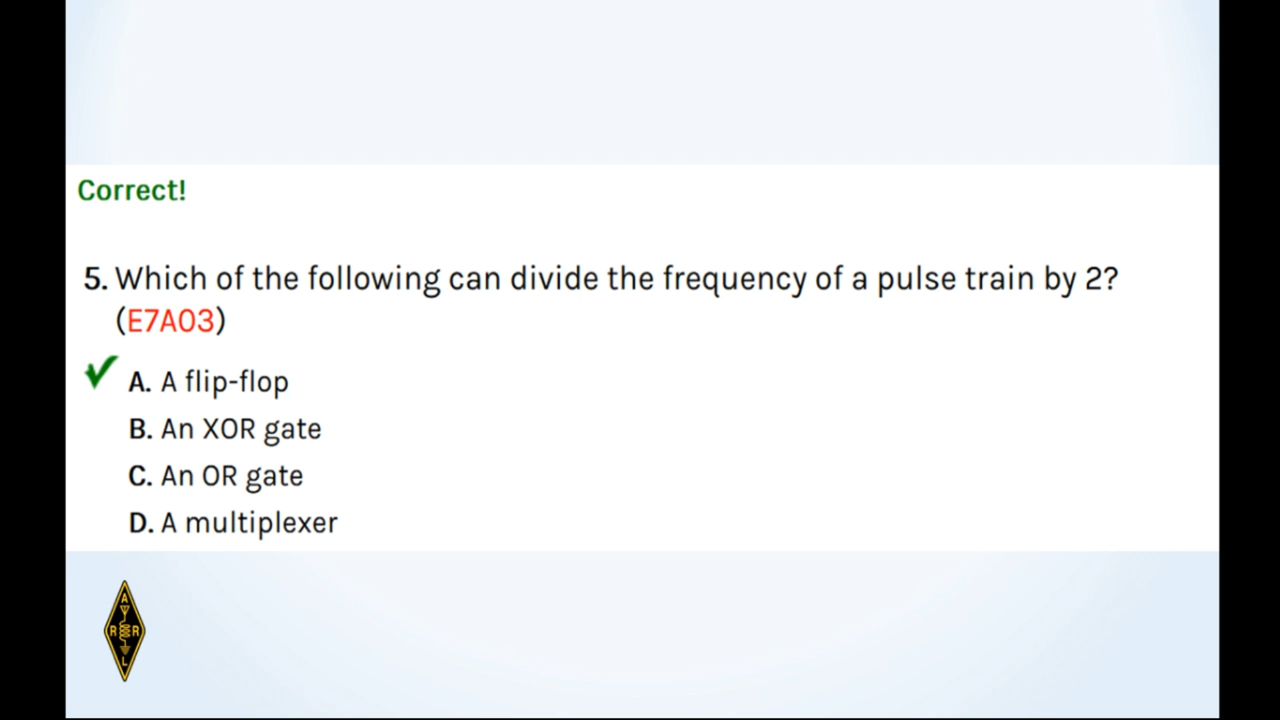 Correct!
5. Which of the following can divide the frequency of a pulse train by 2?
(E7A03)
A. A flip-flop
B. An XOR gate
C. An OR gate
D. A multiplexer
A
R R
L